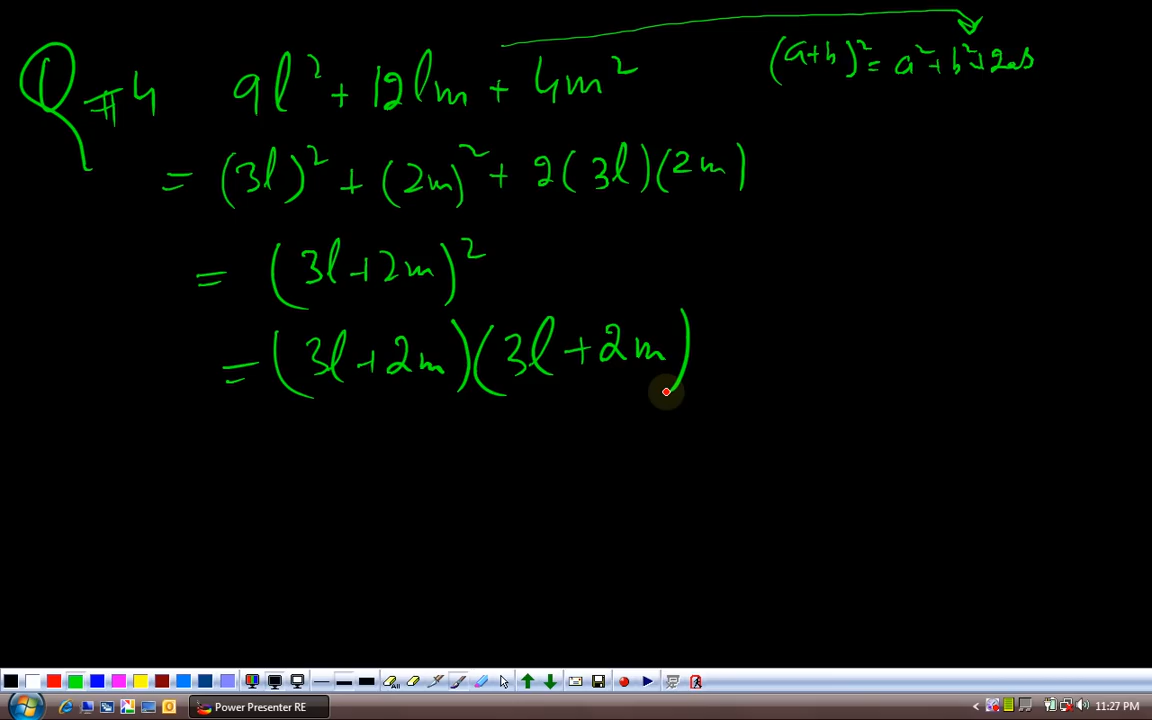 Q#4 9l² + 12lm + 4m²
(a+b)² = a² + b² + 2ab
= (3l)² + (2m)² + 2(3l)(2m)
= (3l+2m)²
= (3l+2m)(3l+2m)
Power Presenter RE
11:27 PM